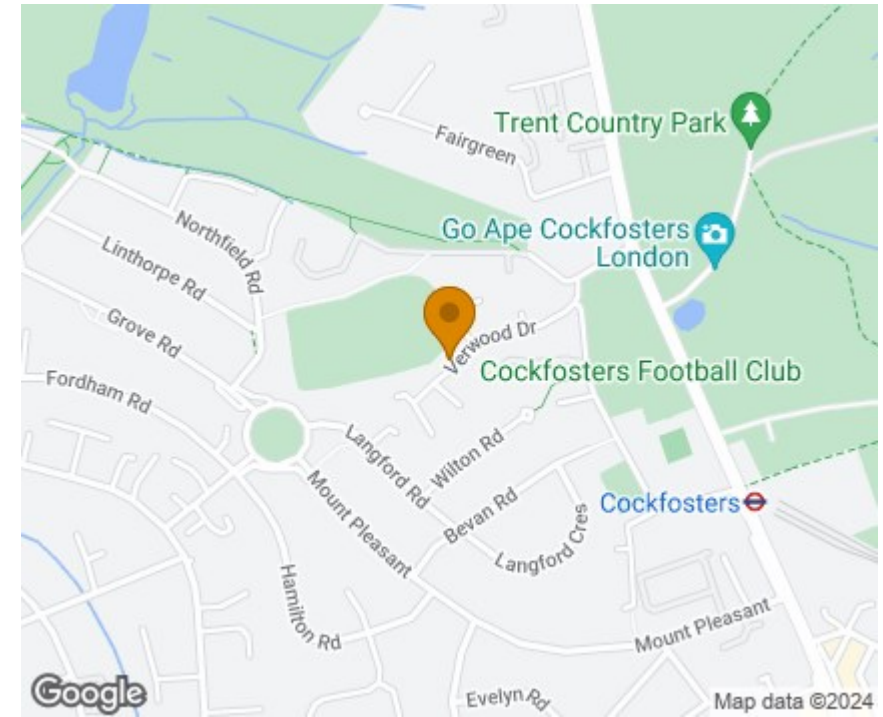 Trent Country Park
Fairgreen
Go Ape Cockfosters
London
Northfield Rd
Linthorpe Rd
Grove Rd
Verwood Dr
Fordham Rd
Cockfosters Football Club
Langford Rd
Wilton Rd
Mount Pleasant
Bevan Rd
Cockfosters
Langford Cres
Hamilton Rd
Mount Pleasant
Evelyn Rd
Google
Map data ©2024